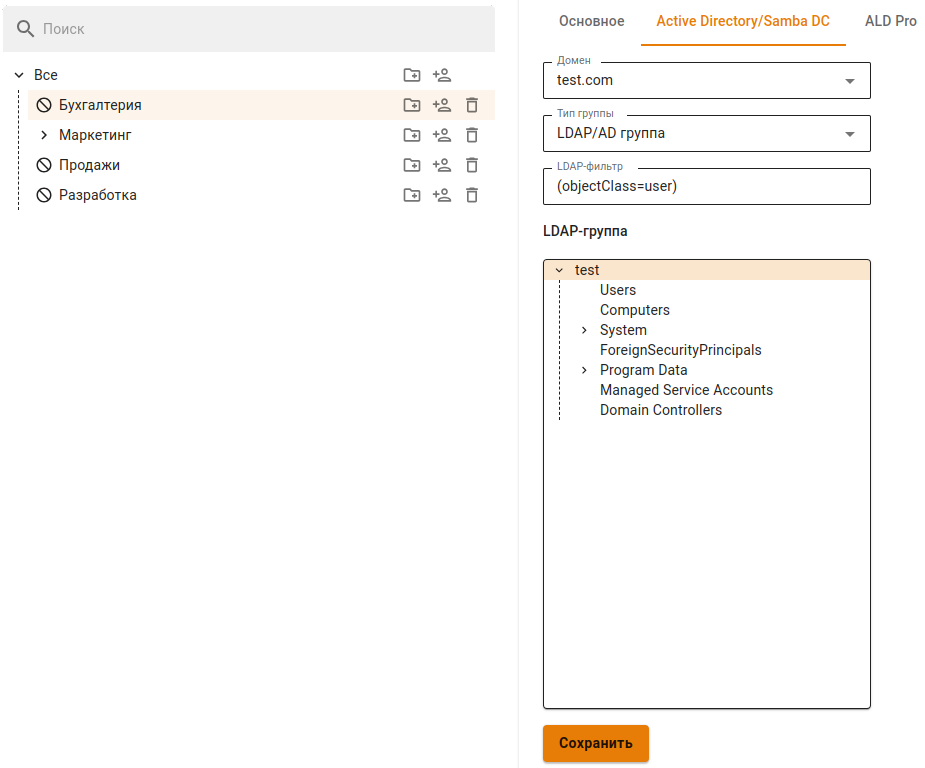 Поиск
Все
Бухгалтерия
Маркетинг
Продажи
Разработка
Основное
Active Directory/Samba DC
ALD Pro
Домен
test.com
Тип группы
LDAP/AD группа
LDAP-фильтр
(objectClass=user)
LDAP-группа
test
Users
Computers
System
ForeignSecurityPrincipals
Program Data
Managed Service Accounts
Domain Controllers
Сохранить